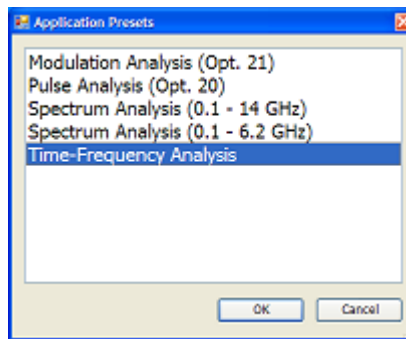 Application Presets
Modulation Analysis (Opt. 21)
Pulse Analysis (Opt. 20)
Spectrum Analysis (0.1 - 14 GHz)
Spectrum Analysis (0.1 - 6.2 GHz)
Time-Frequency Analysis
OK Cancel